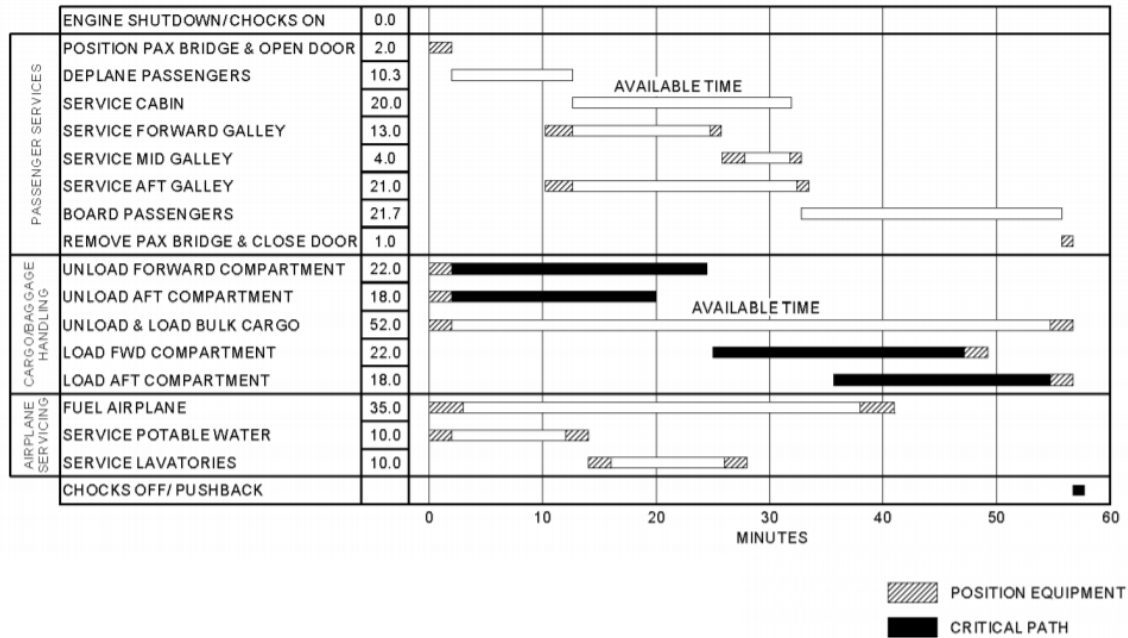 ENGINE SHUTDOWN/CHOCKS ON 0.0
PASSENGER SERVICES
POSITION PAX BRIDGE & OPEN DOOR 2.0
DEPLANE PASSENGERS 10.3
AVAILABLE TIME
SERVICE CABIN 20.0
SERVICE FORWARD GALLEY 13.0
SERVICE MID GALLEY 4.0
SERVICE AFT GALLEY 21.0
BOARD PASSENGERS 21.7
REMOVE PAX BRIDGE & CLOSE DOOR 1.0
CARGO/BAGGAGE
HANDLING
UNLOAD FORWARD COMPARTMENT 22.0
UNLOAD AFT COMPARTMENT 18.0
AVAILABLE TIME
UNLOAD & LOAD BULK CARGO 52.0
LOAD FWD COMPARTMENT 22.0
LOAD AFT COMPARTMENT 18.0
AIRPLANE
SERVICING
FUEL AIRPLANE 35.0
SERVICE POTABLE WATER 10.0
SERVICE LAVATORIES 10.0
CHOCKS OFF/ PUSHBACK
0 10 20 30 40 50 60
MINUTES
POSITION EQUIPMENT
CRITICAL PATH